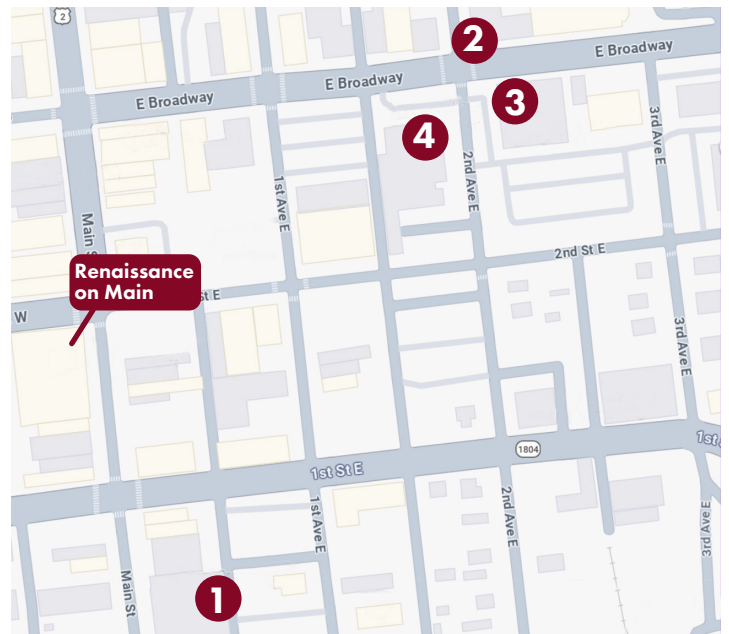 2
2
E Broadway
E Broadway
E Broadway
3
3rd Ave E
4
2nd Ave E
1st Ave E
Main St
2nd St E
Renaissance
on Main
St E
W
3rd Ave E
1st St E
1804
1st
1st Ave E
2nd Ave E
3rd Ave E
Main St
1